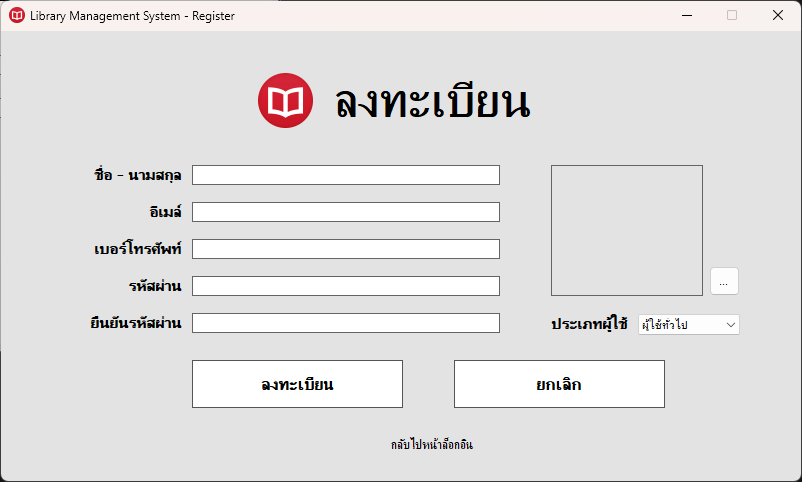 Library Management System - Register
ลงทะเบียน
ชื่อ - นามสกุล
อีเมล์
เบอร์โทรศัพท์
รหัสผ่าน
ยืนยันรหัสผ่าน
...
ประเภทผู้ใช้ ผู้ใช้ทั่วไป
ลงทะเบียน ยกเลิก
กลับไปหน้าล็อกอิน